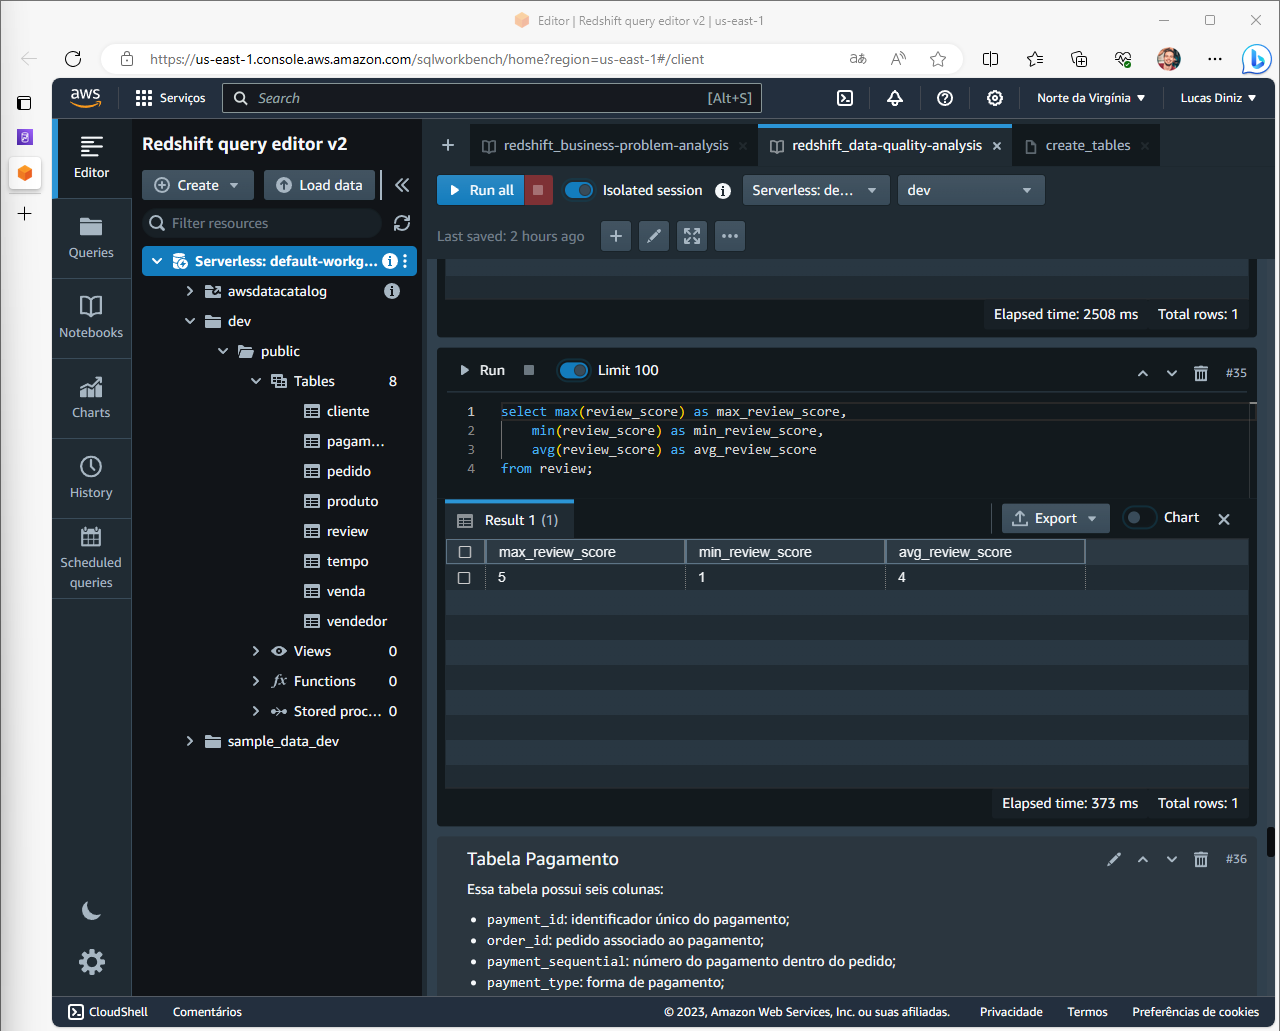 Editor | Redshift query editor v2 | us-east-1
https://us-east-1.console.aws.amazon.com/sqlworkbench/home?region=us-east-1#/client
aws
Serviços
Search
[Alt+S]
Norte da Virgínia
Lucas Diniz
Editor
Queries
Notebooks
Charts
History
Scheduled
queries
Redshift query editor v2
Create
Load data
Filter resources
Serverless: default-workg...
awsdatacatalog
dev
public
Tables 8
cliente
pagam...
pedido
produto
review
tempo
venda
vendedor
Views 0
fx Functions 0
Stored proc... 0
sample_data_dev
redshift_business-problem-analysis
redshift_data-quality-analysis
create_tables
Run all
Isolated session
Serverless: de...
dev
Last saved: 2 hours ago
Elapsed time: 2508 ms Total rows: 1
Run
Limit 100
#35
1 select max(review_score) as max_review_score,
2 min(review_score) as min_review_score,
3 avg(review_score) as avg_review_score
4 from review;
Result 1 (1)
Export
Chart
max_review_score min_review_score avg_review_score
5 1 4
Elapsed time: 373 ms Total rows: 1
Tabela Pagamento
#36
Essa tabela possui seis colunas:
• payment_id: identificador único do pagamento;
• order_id: pedido associado ao pagamento;
• payment_sequential: número do pagamento dentro do pedido;
• payment_type: forma de pagamento;
CloudShell
Comentários
© 2023, Amazon Web Services, Inc. ou suas afiliadas.
Privacidade
Termos
Preferências de cookies